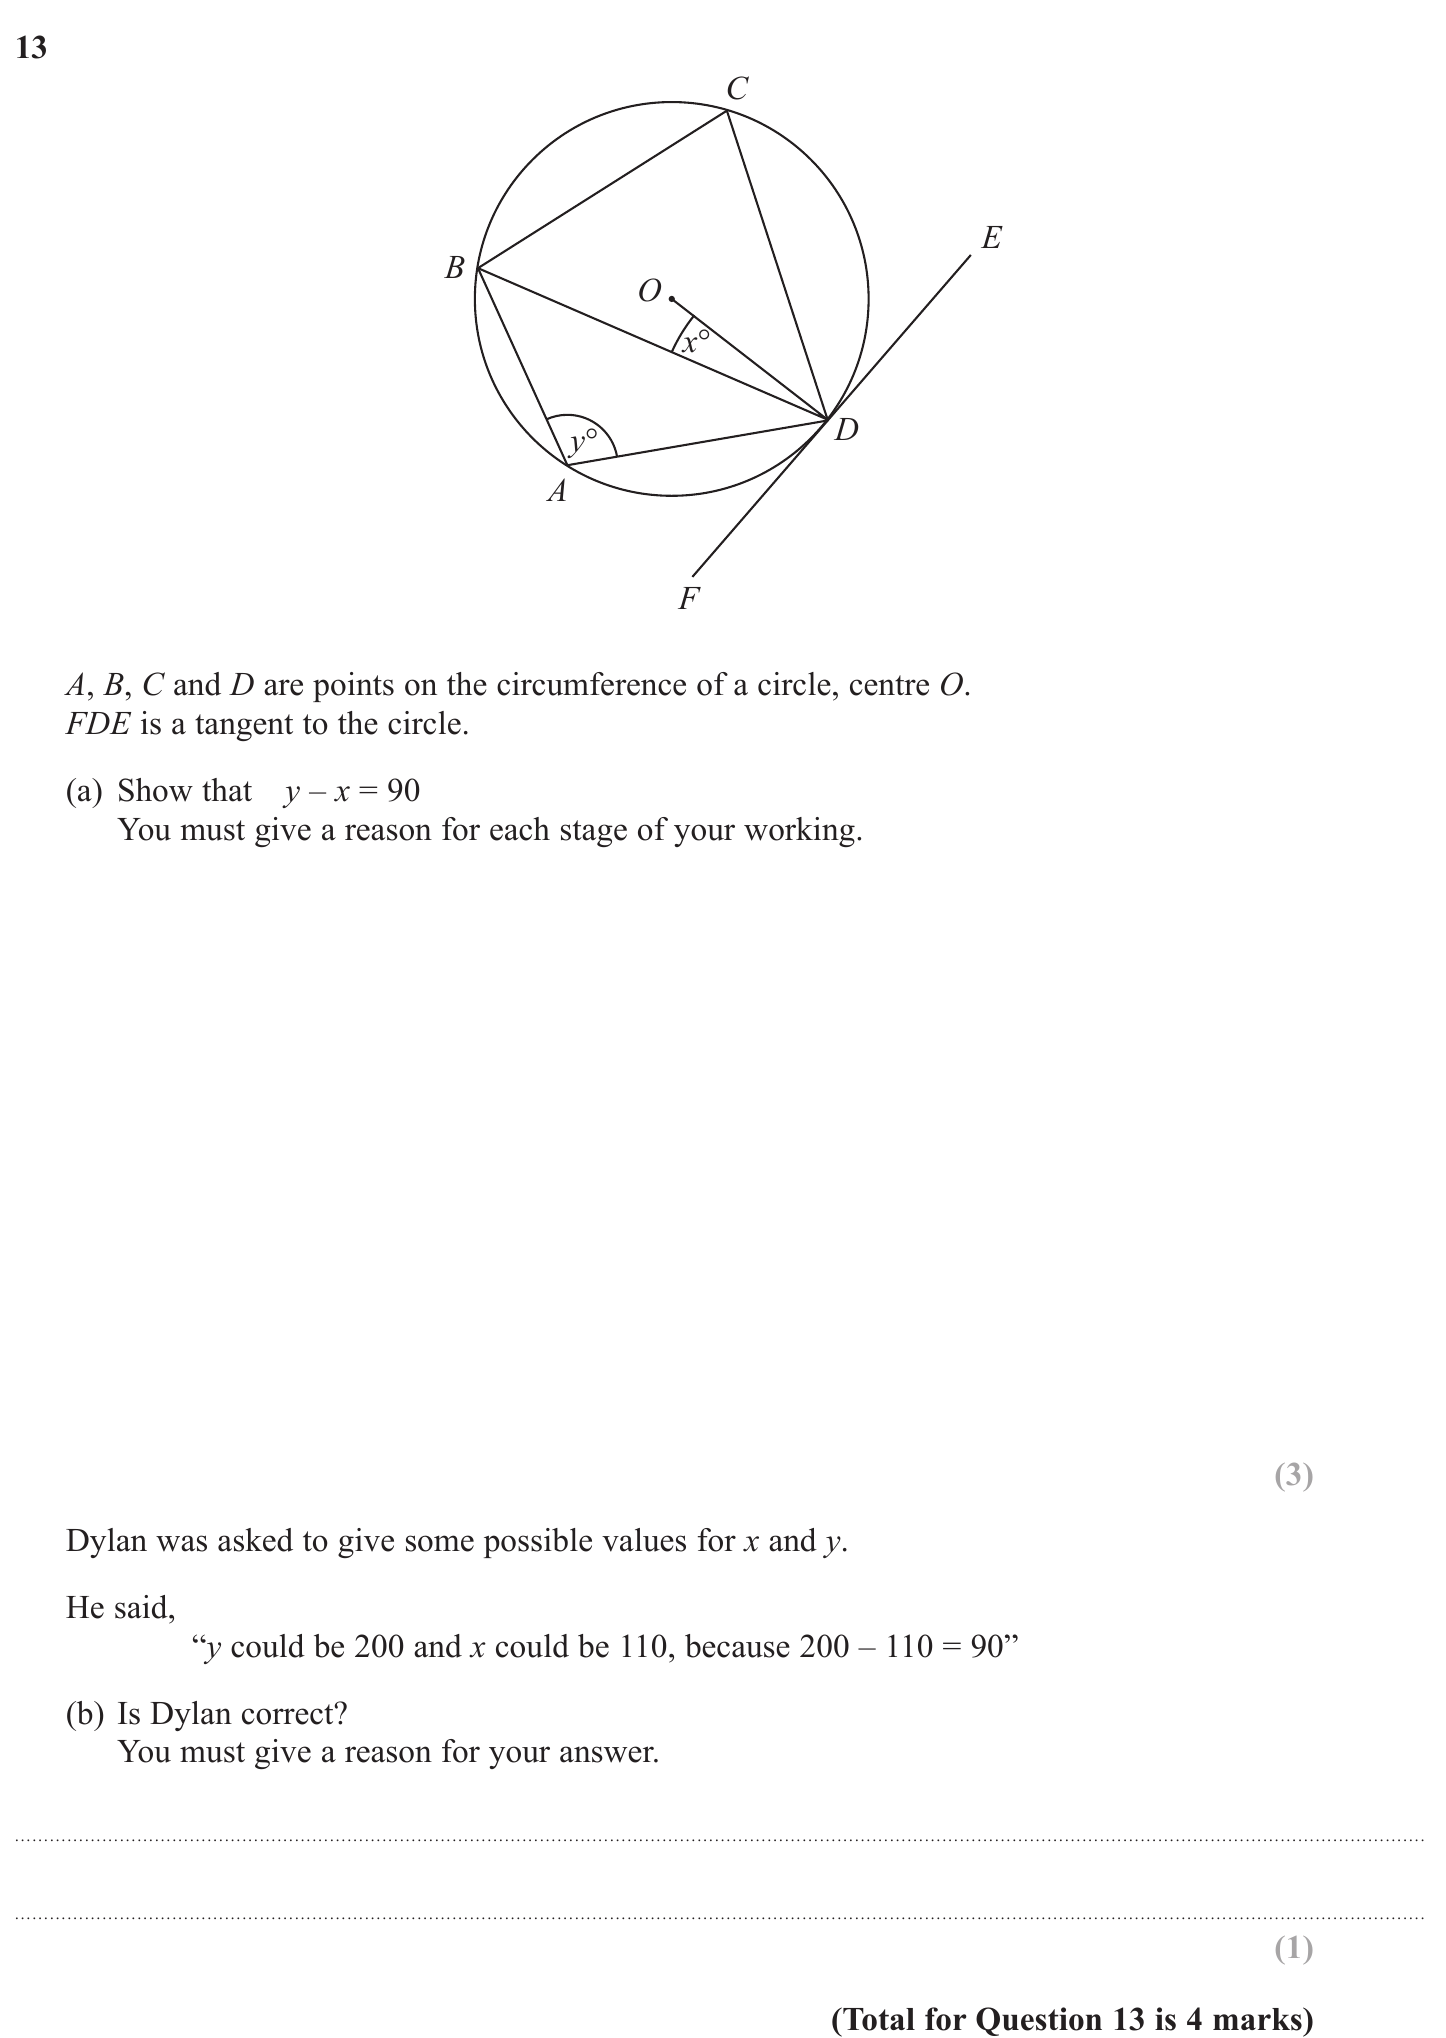 13
C
E
B
O
x°
D
y°
A
F
A, B, C and D are points on the circumference of a circle, centre O.
FDE is a tangent to the circle.
(a) Show that y – x = 90
You must give a reason for each stage of your working.
(3)
Dylan was asked to give some possible values for x and y.
He said,
“y could be 200 and x could be 110, because 200 – 110 = 90”
(b) Is Dylan correct?
You must give a reason for your answer.
(1)
(Total for Question 13 is 4 marks)